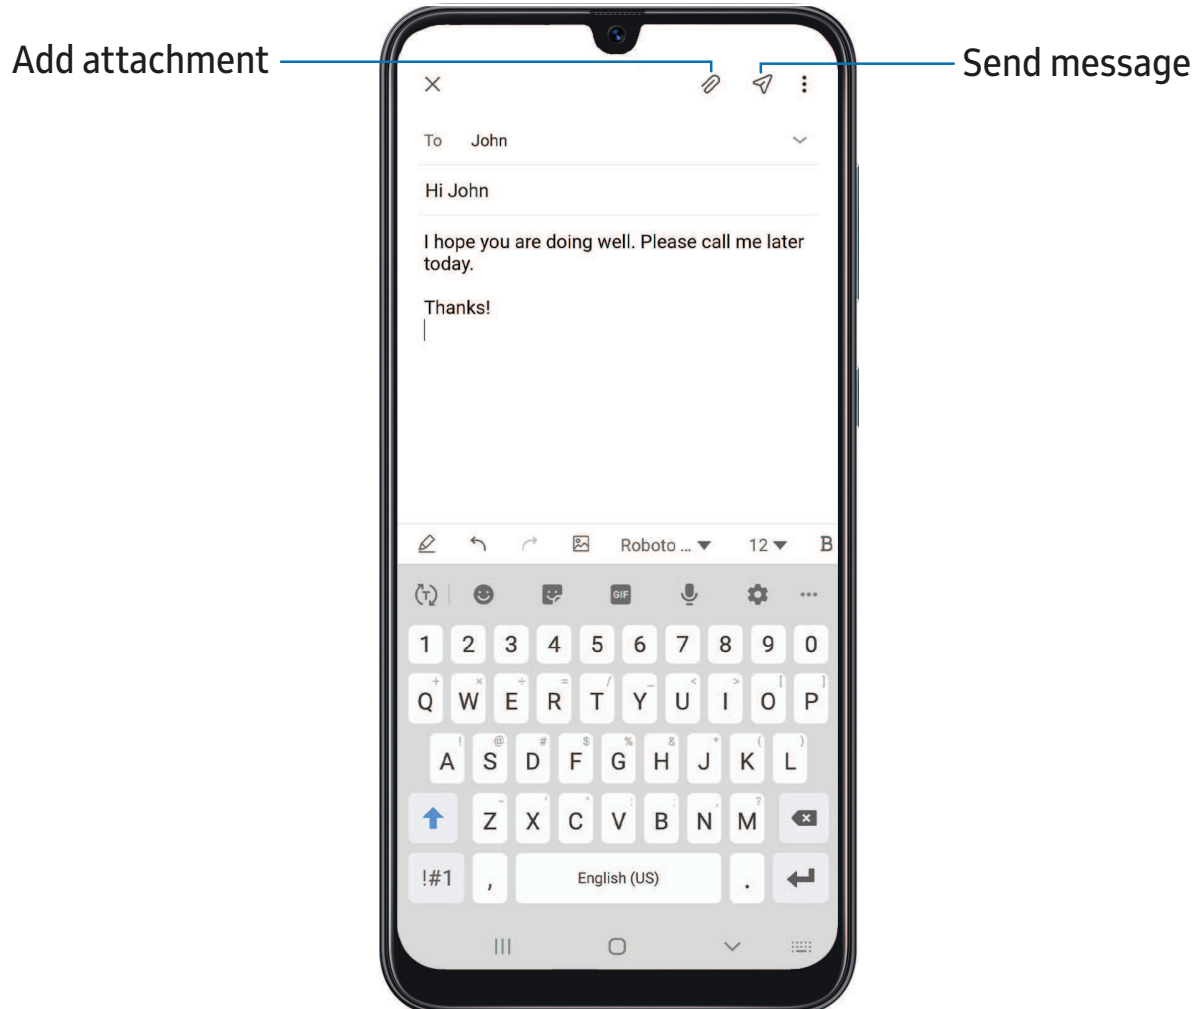 Add attachment
Send message
To John
Hi John
I hope you are doing well. Please call me later
today.
Thanks!
Roboto ... 12 B
T GIF
1 2 3 4 5 6 7 8 9 0
+ × ÷ = / _ < > [ ]
Q W E R T Y U I O P
! @ # $ % & * ( )
A S D F G H J K L
- ' " : ; , ?
Z X C V B N M
!#1 , English (US) .